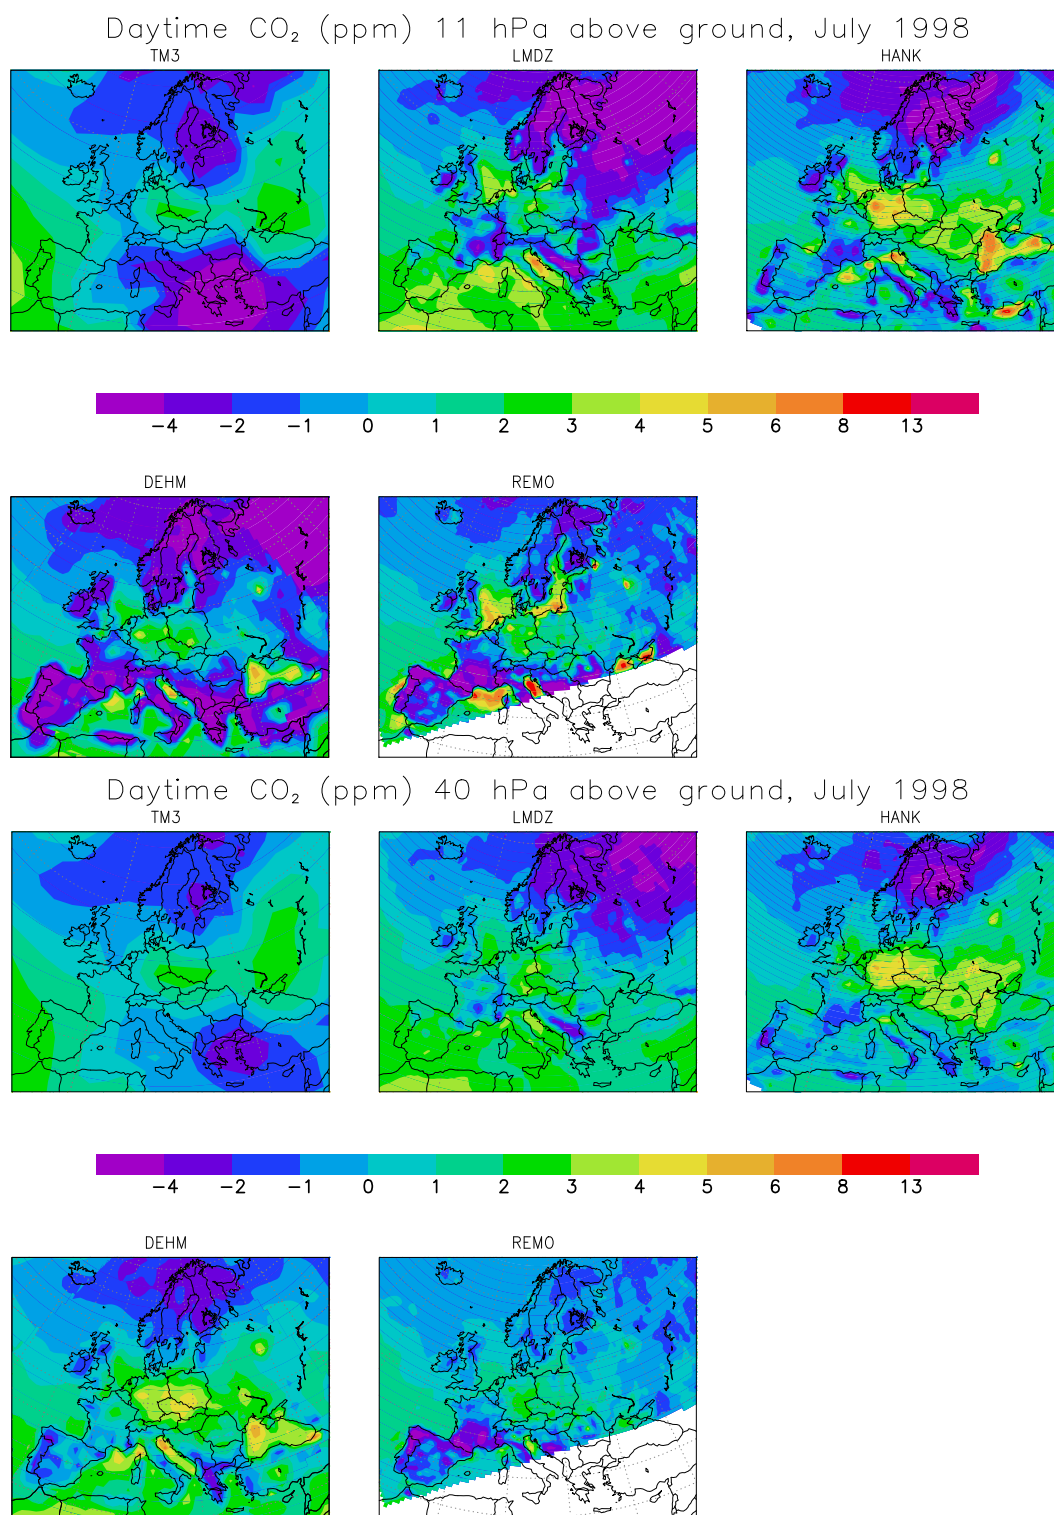 Daytime CO₂ (ppm) 11 hPa above ground, July 1998
TM3 LMDZ HANK
−4 −2 −1 0 1 2 3 4 5 6 8 13
DEHM REMO
Daytime CO₂ (ppm) 40 hPa above ground, July 1998
TM3 LMDZ HANK
−4 −2 −1 0 1 2 3 4 5 6 8 13
DEHM REMO